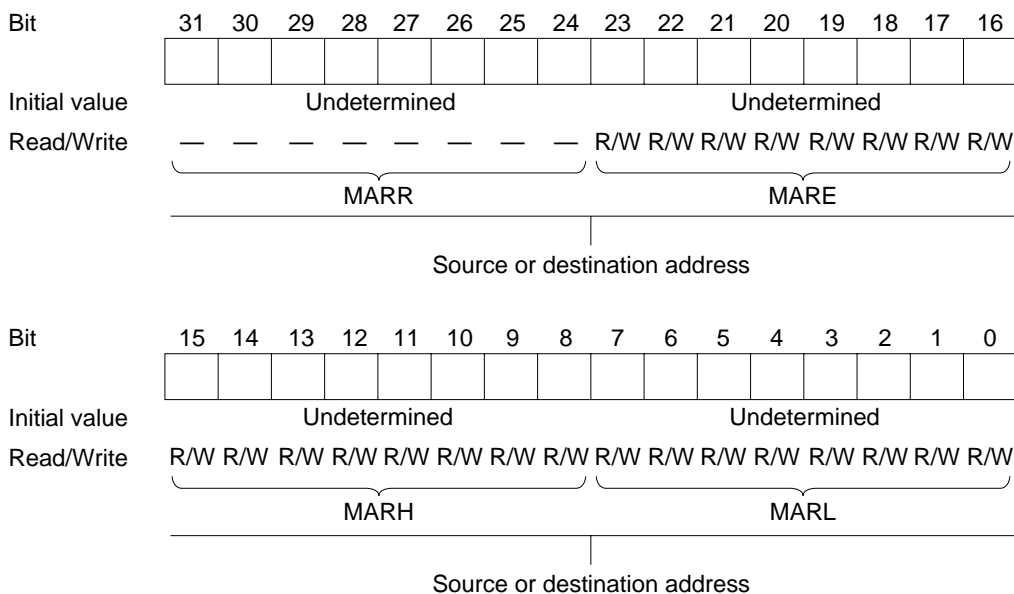 Bit 31 30 29 28 27 26 25 24 23 22 21 20 19 18 17 16
Initial value Undetermined Undetermined
Read/Write — — — — — — — — R/W R/W R/W R/W R/W R/W R/W R/W
MARR MARE
Source or destination address
Bit 15 14 13 12 11 10 9 8 7 6 5 4 3 2 1 0
Initial value Undetermined Undetermined
Read/Write R/W R/W R/W R/W R/W R/W R/W R/W R/W R/W R/W R/W R/W R/W R/W R/W
MARH MARL
Source or destination address